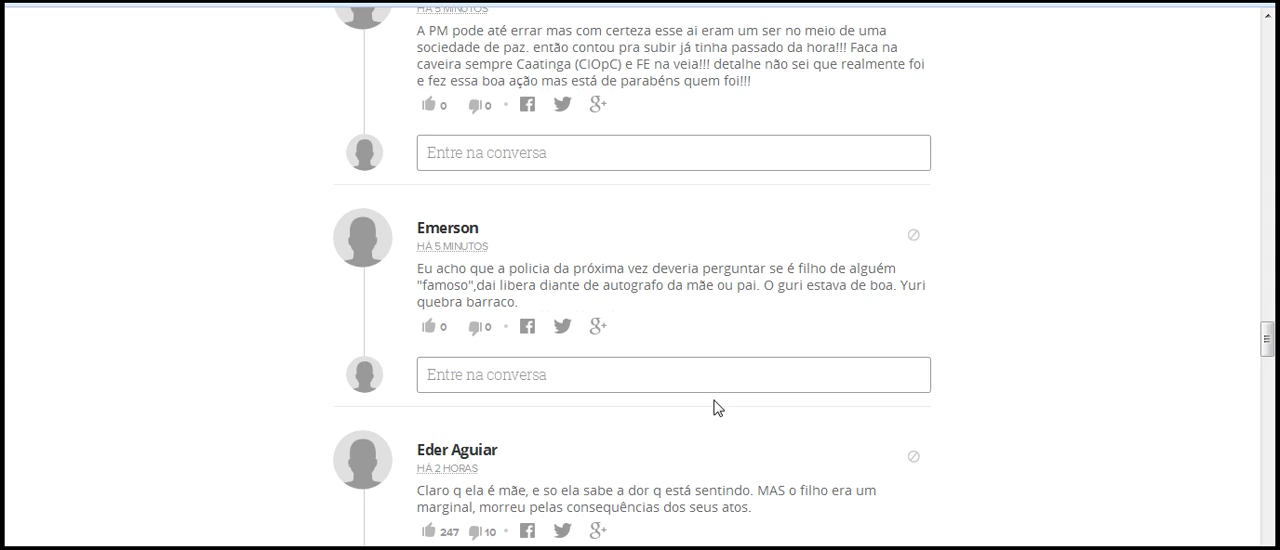 HÁ 5 MINUTOS
A PM pode até errar mas com certeza esse ai eram um ser no meio de uma
sociedade de paz. então contou pra subir já tinha passado da hora!!! Faca na
caveira sempre Caatinga (CIOpC) e FE na veia!!! detalhe não sei que realmente foi
e fez essa boa ação mas está de parabéns quem foi!!!
0 0
Entre na conversa
Emerson
HÁ 5 MINUTOS
Eu acho que a policia da próxima vez deveria perguntar se é filho de alguém
"famoso",dai libera diante de autografo da mãe ou pai. O guri estava de boa. Yuri
quebra barraco.
0 0
Entre na conversa
Eder Aguiar
HÁ 2 HORAS
Claro q ela é mãe, e so ela sabe a dor q está sentindo. MAS o filho era um
marginal, morreu pelas consequências dos seus atos.
247 10